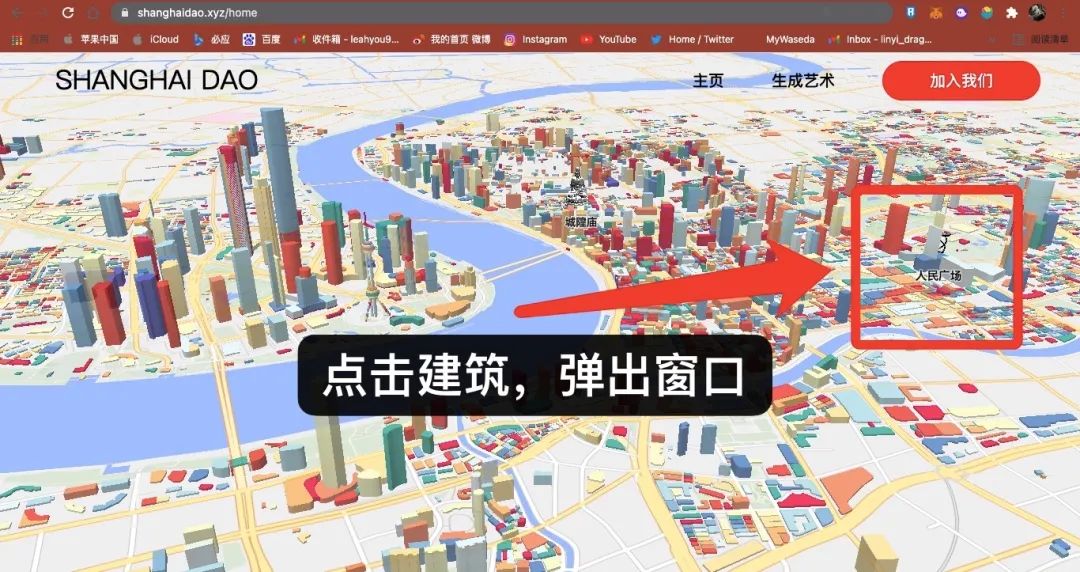 shanghaidao.xyz/home
应用
苹果中国
iCloud
必应
百度
收件箱 - leahyou9...
我的首页 微博
Instagram
YouTube
Home / Twitter
MyWaseda
Inbox - linyi_drag...
阅读清单
SHANGHAI DAO
主页
生成艺术
加入我们
城隍庙
人民广场
点击建筑，弹出窗口